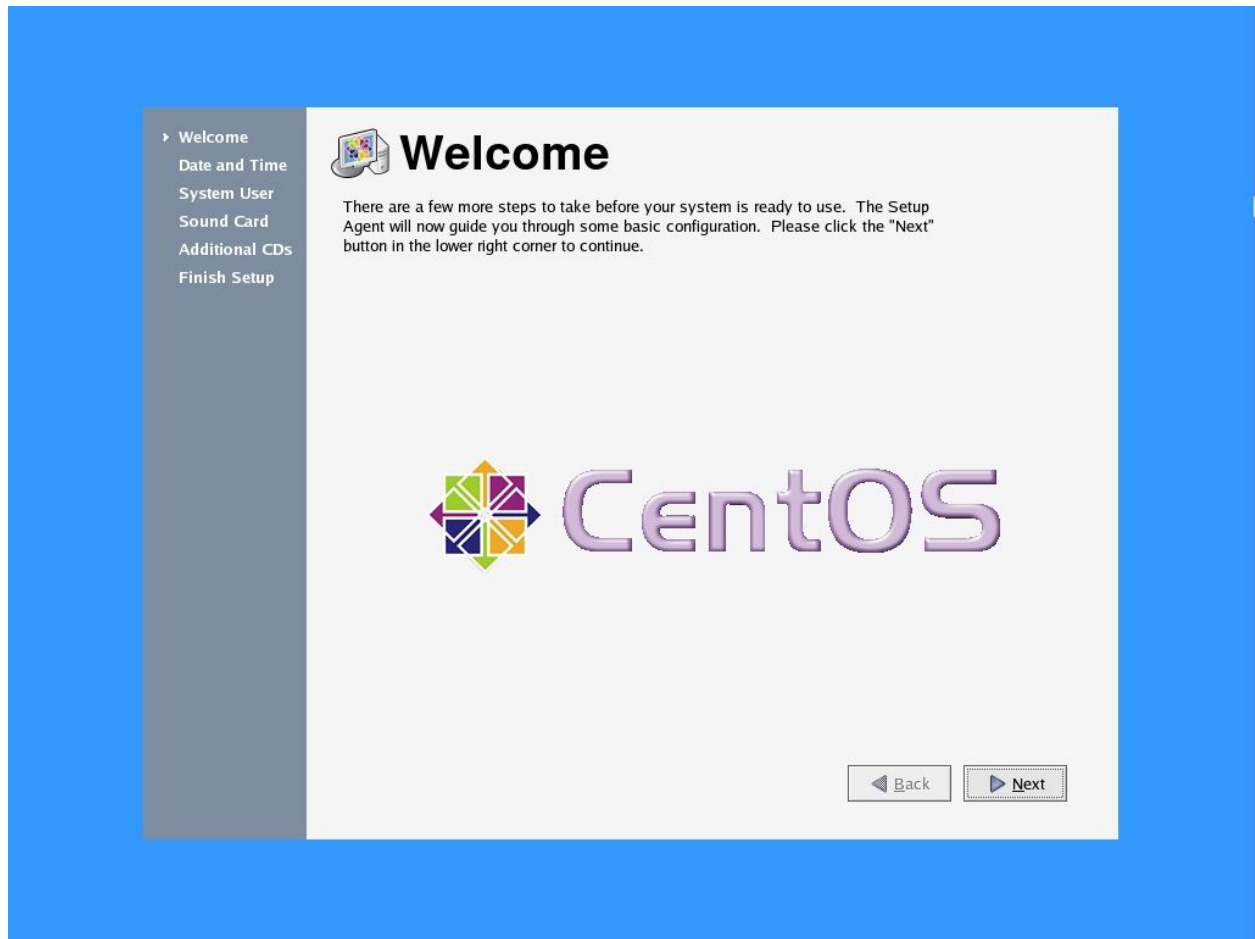 Welcome
Date and Time
System User
Sound Card
Additional CDs
Finish Setup
Welcome
There are a few more steps to take before your system is ready to use.  The Setup
Agent will now guide you through some basic configuration.  Please click the "Next"
button in the lower right corner to continue.
CentOS
Back
Next